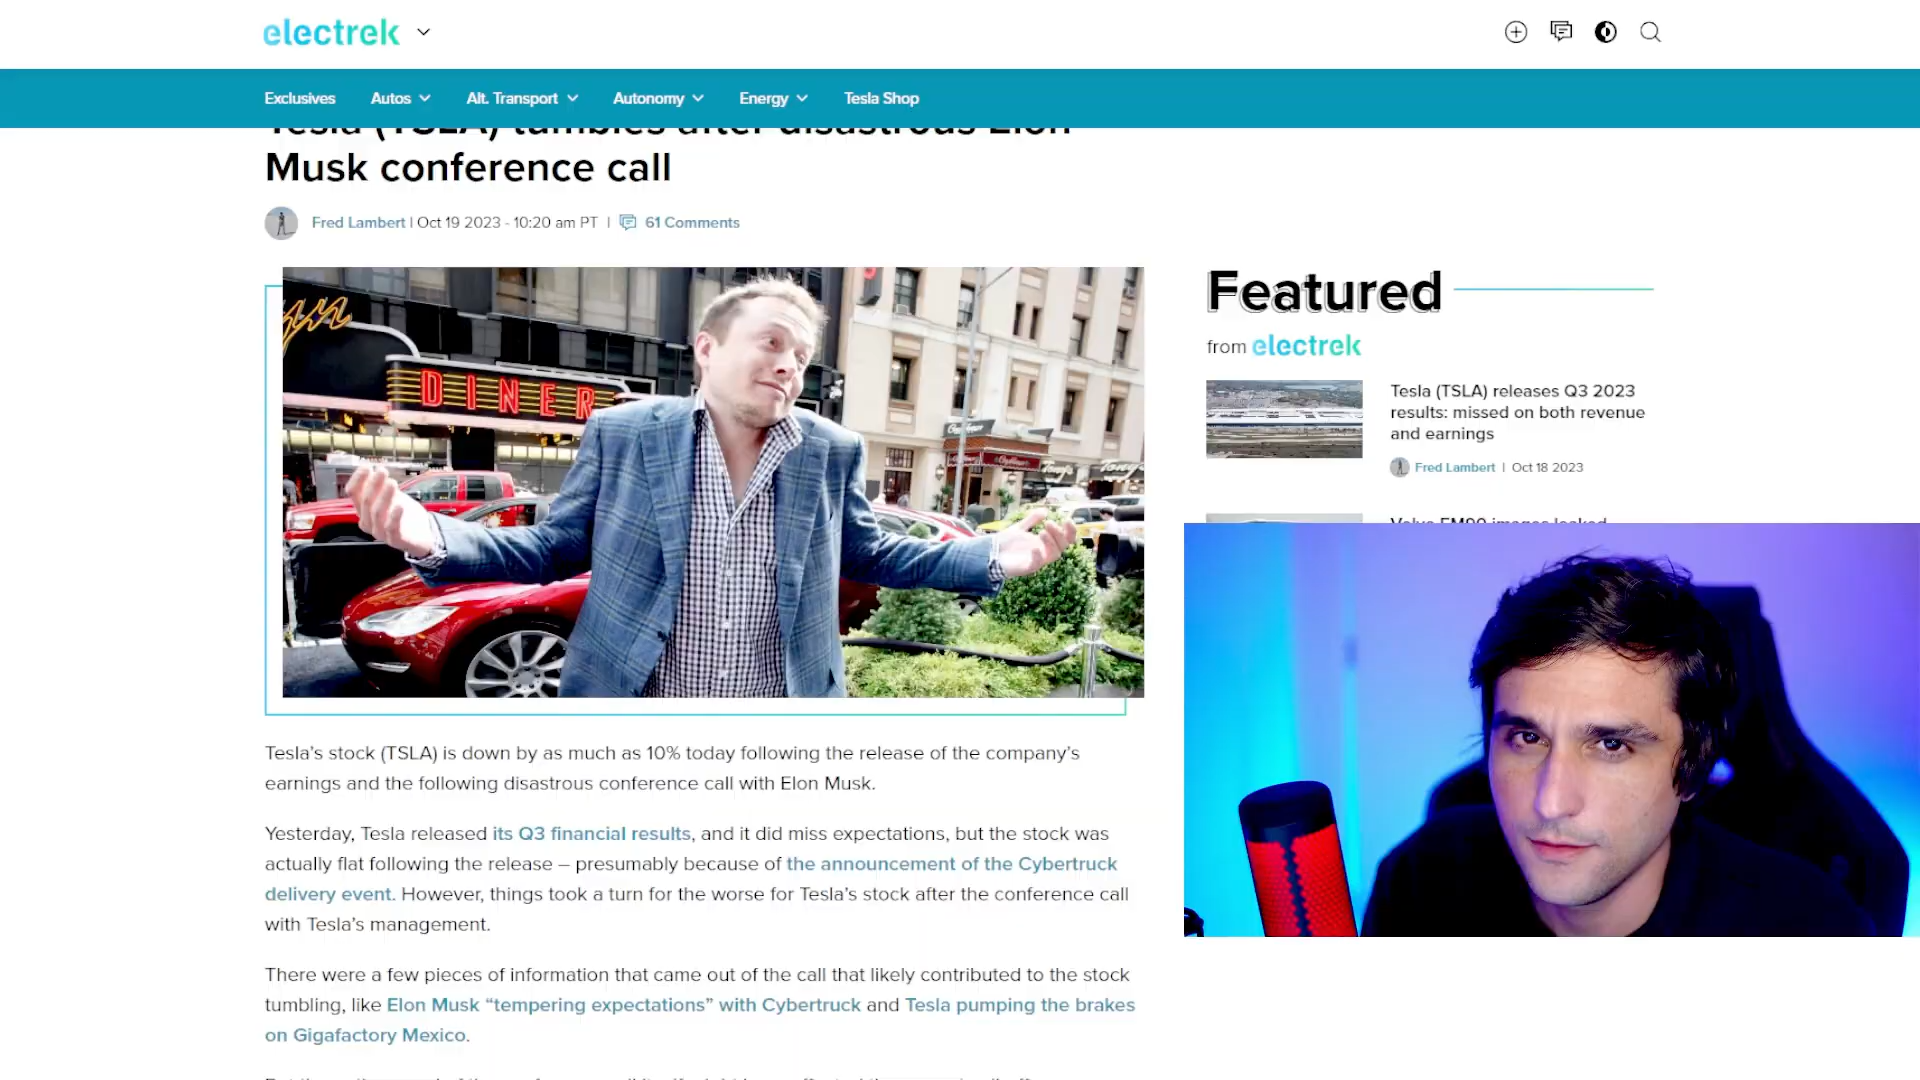 electrek
Exclusives
Autos
Alt. Transport
Autonomy
Energy
Tesla Shop
Tesla (TSLA) tumbles after disastrous Elon
Musk conference call
Fred Lambert | Oct 19 2023 - 10:20 am PT | 61 Comments
DINER
Featured
from electrek
Tesla (TSLA) releases Q3 2023
results: missed on both revenue
and earnings
Fred Lambert | Oct 18 2023
Tesla’s stock (TSLA) is down by as much as 10% today following the release of the company’s
earnings and the following disastrous conference call with Elon Musk.
Yesterday, Tesla released its Q3 financial results, and it did miss expectations, but the stock was
actually flat following the release – presumably because of the announcement of the Cybertruck
delivery event. However, things took a turn for the worse for Tesla’s stock after the conference call
with Tesla’s management.
There were a few pieces of information that came out of the call that likely contributed to the stock
tumbling, like Elon Musk “tempering expectations” with Cybertruck and Tesla pumping the brakes
on Gigafactory Mexico.